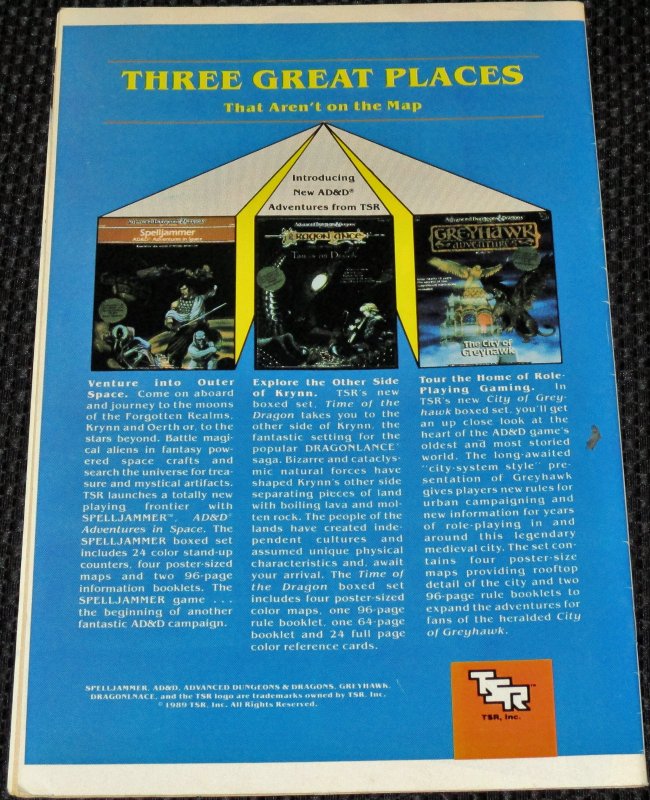 THREE GREAT PLACES
That Aren't on the Map
Introducing
New AD&D®
Adventures from TSR
Advanced Dungeons & Dragons
Spelljammer
AD&D Adventures in Space
Advanced Dungeons & Dragons
DRAGONLANCE
Advanced Dungeons & Dragons
GREYHAWK
ADVENTURES
The City of
Greyhawk
Venture into Outer
Space. Come on aboard
and journey to the moons
of the Forgotten Realms,
Krynn and Oerth or, to the
stars beyond. Battle magi-
cal aliens in fantasy pow-
ered space crafts and
search the universe for trea-
sure and mystical artifacts.
TSR launches a totally new
playing frontier with
SPELLJAMMER™, AD&D®
Adventures in Space. The
SPELLJAMMER boxed set
includes 24 color stand-up
counters, four poster-sized
maps and two 96-page
information booklets. The
SPELLJAMMER game ...
the beginning of another
fantastic AD&D campaign.
Explore the Other Side
of Krynn. TSR's new
boxed set, Time of the
Dragon takes you to the
other side of Krynn, the
fantastic setting for the
popular DRAGONLANCE®
saga. Bizarre and cataclys-
mic natural forces have
shaped Krynn's other side
separating pieces of land
with boiling lava and mol-
ten rock. The people of the
lands have created inde-
pendent cultures and
assumed unique physical
characteristics and, await
your arrival. The Time of
the Dragon boxed set
includes four poster-sized
color maps, one 96-page
rule booklet, one 64-page
booklet and 24 full page
color reference cards.
Tour the Home of Role-
Playing Gaming. In
TSR's new City of Grey-
hawk boxed set, you'll get
an up close look at the
heart of the AD&D game's
oldest and most storied
world. The long-awaited
"city-system style" pre-
sentation of Greyhawk
gives players new rules for
urban campaigning and
new information for years
of role-playing in and
around this legendary
medieval city. The set con-
tains four poster-size
maps providing rooftop
detail of the city and two
96-page rule booklets to
expand the adventures for
fans of the heralded City
of Greyhawk.
SPELLJAMMER, AD&D, ADVANCED DUNGEONS & DRAGONS, GREYHAWK,
DRAGONLNACE, and the TSR logo are trademarks owned by TSR, Inc.
© 1989 TSR, Inc. All Rights Reserved.
TSR™
TSR, Inc.